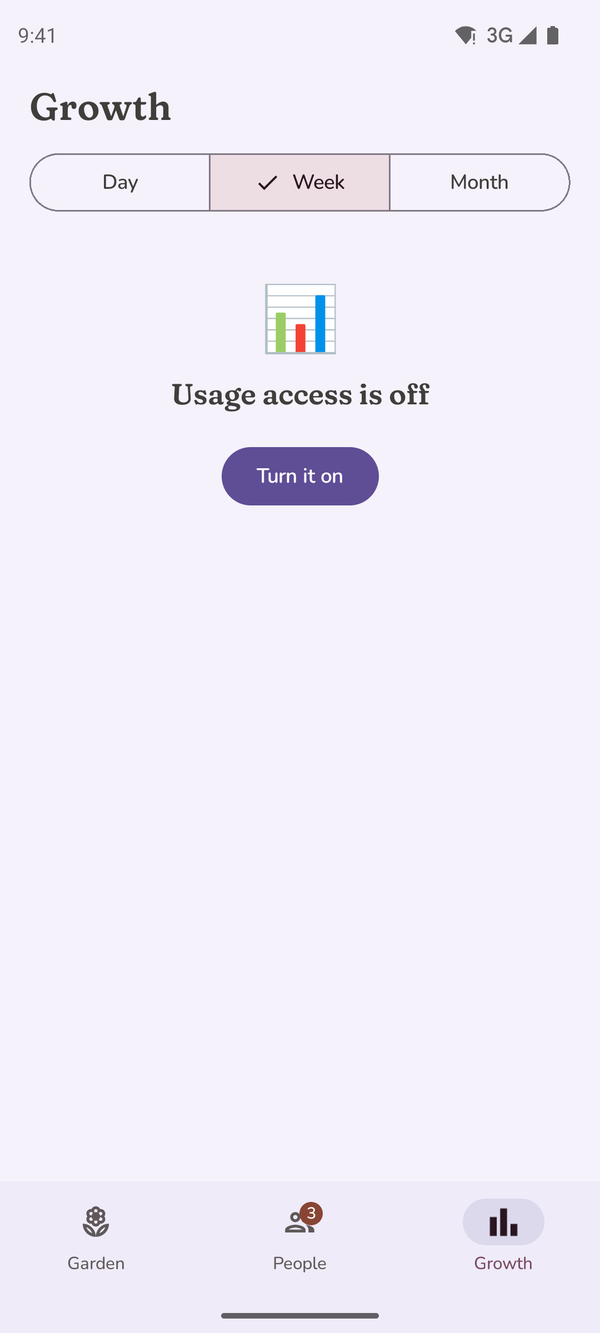 9:41
3G
Growth
Day
Week
Month
Usage access is off
Turn it on
3
Garden
People
Growth